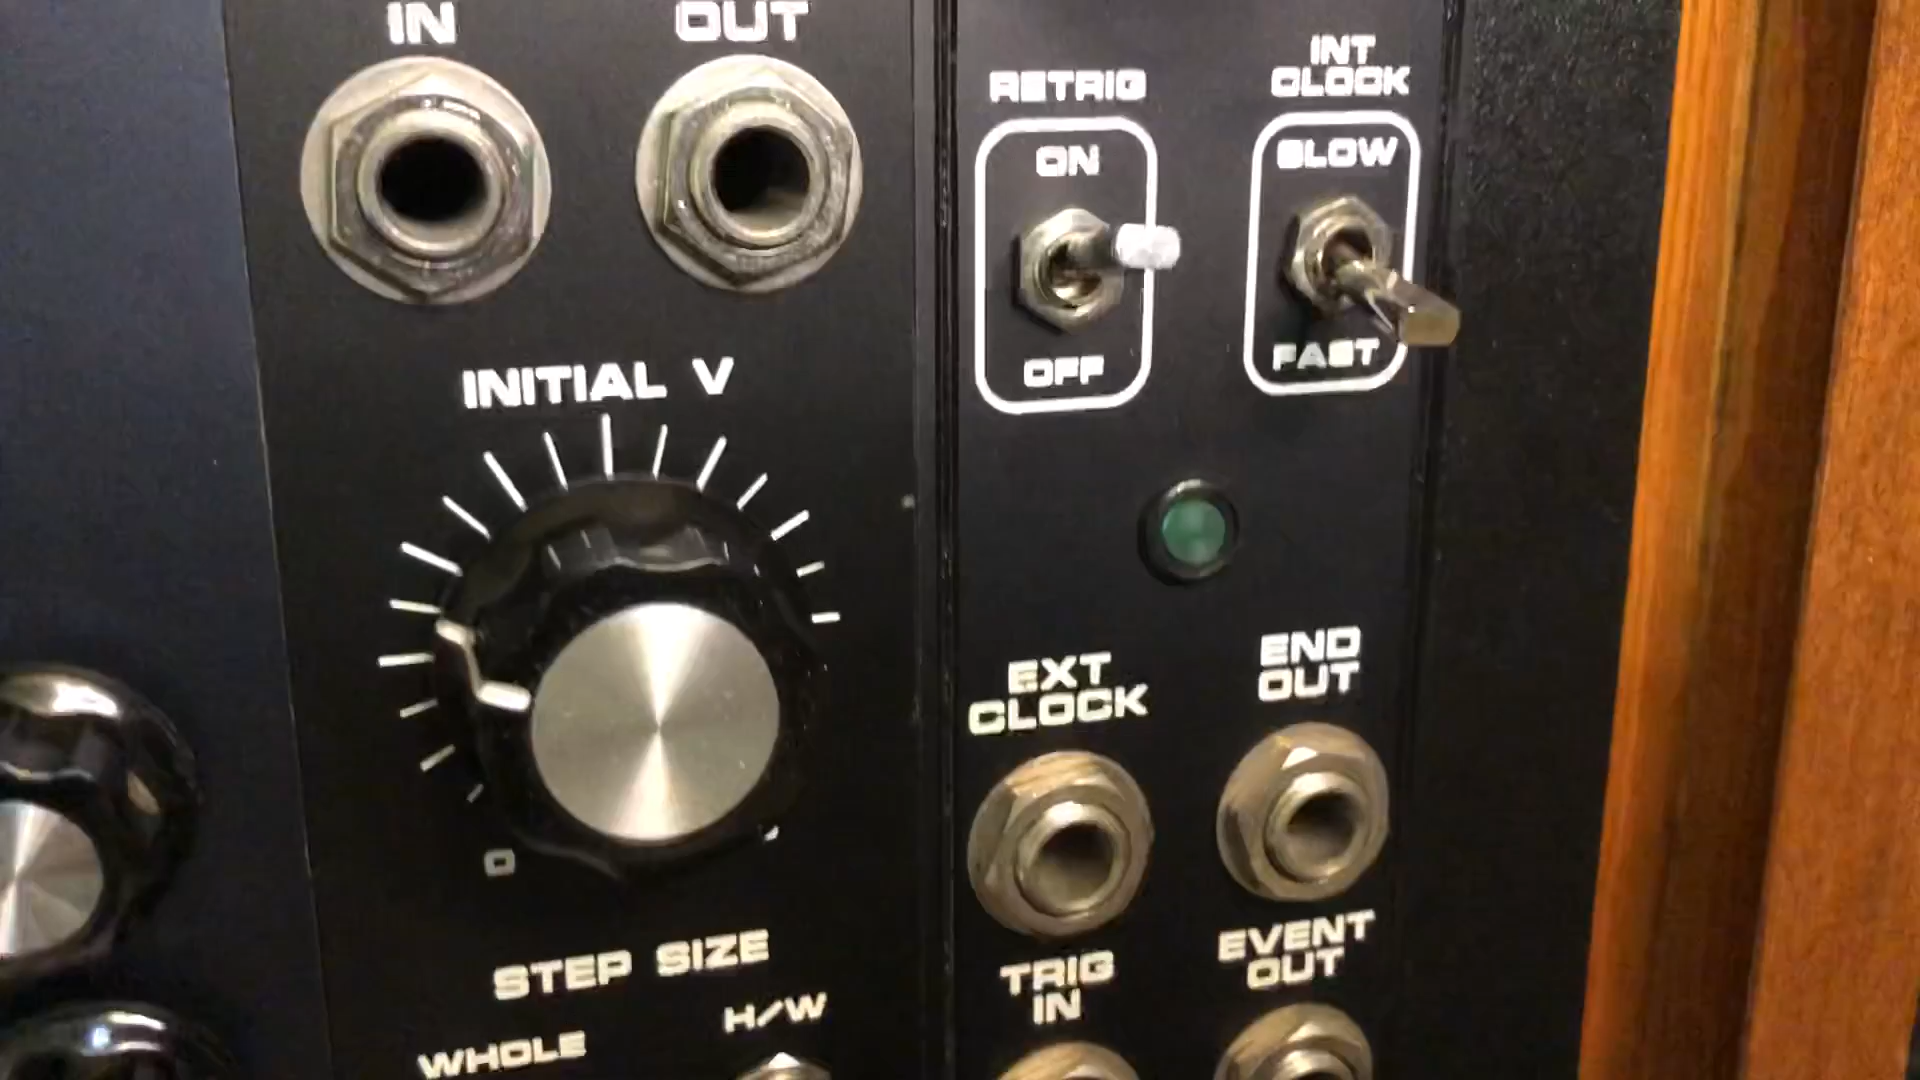 IN
OUT
INITIAL V
0
STEP SIZE
H/W
WHOLE
RETRIG
ON
OFF
INT
CLOCK
SLOW
FAST
EXT
CLOCK
END
OUT
TRIG
IN
EVENT
OUT